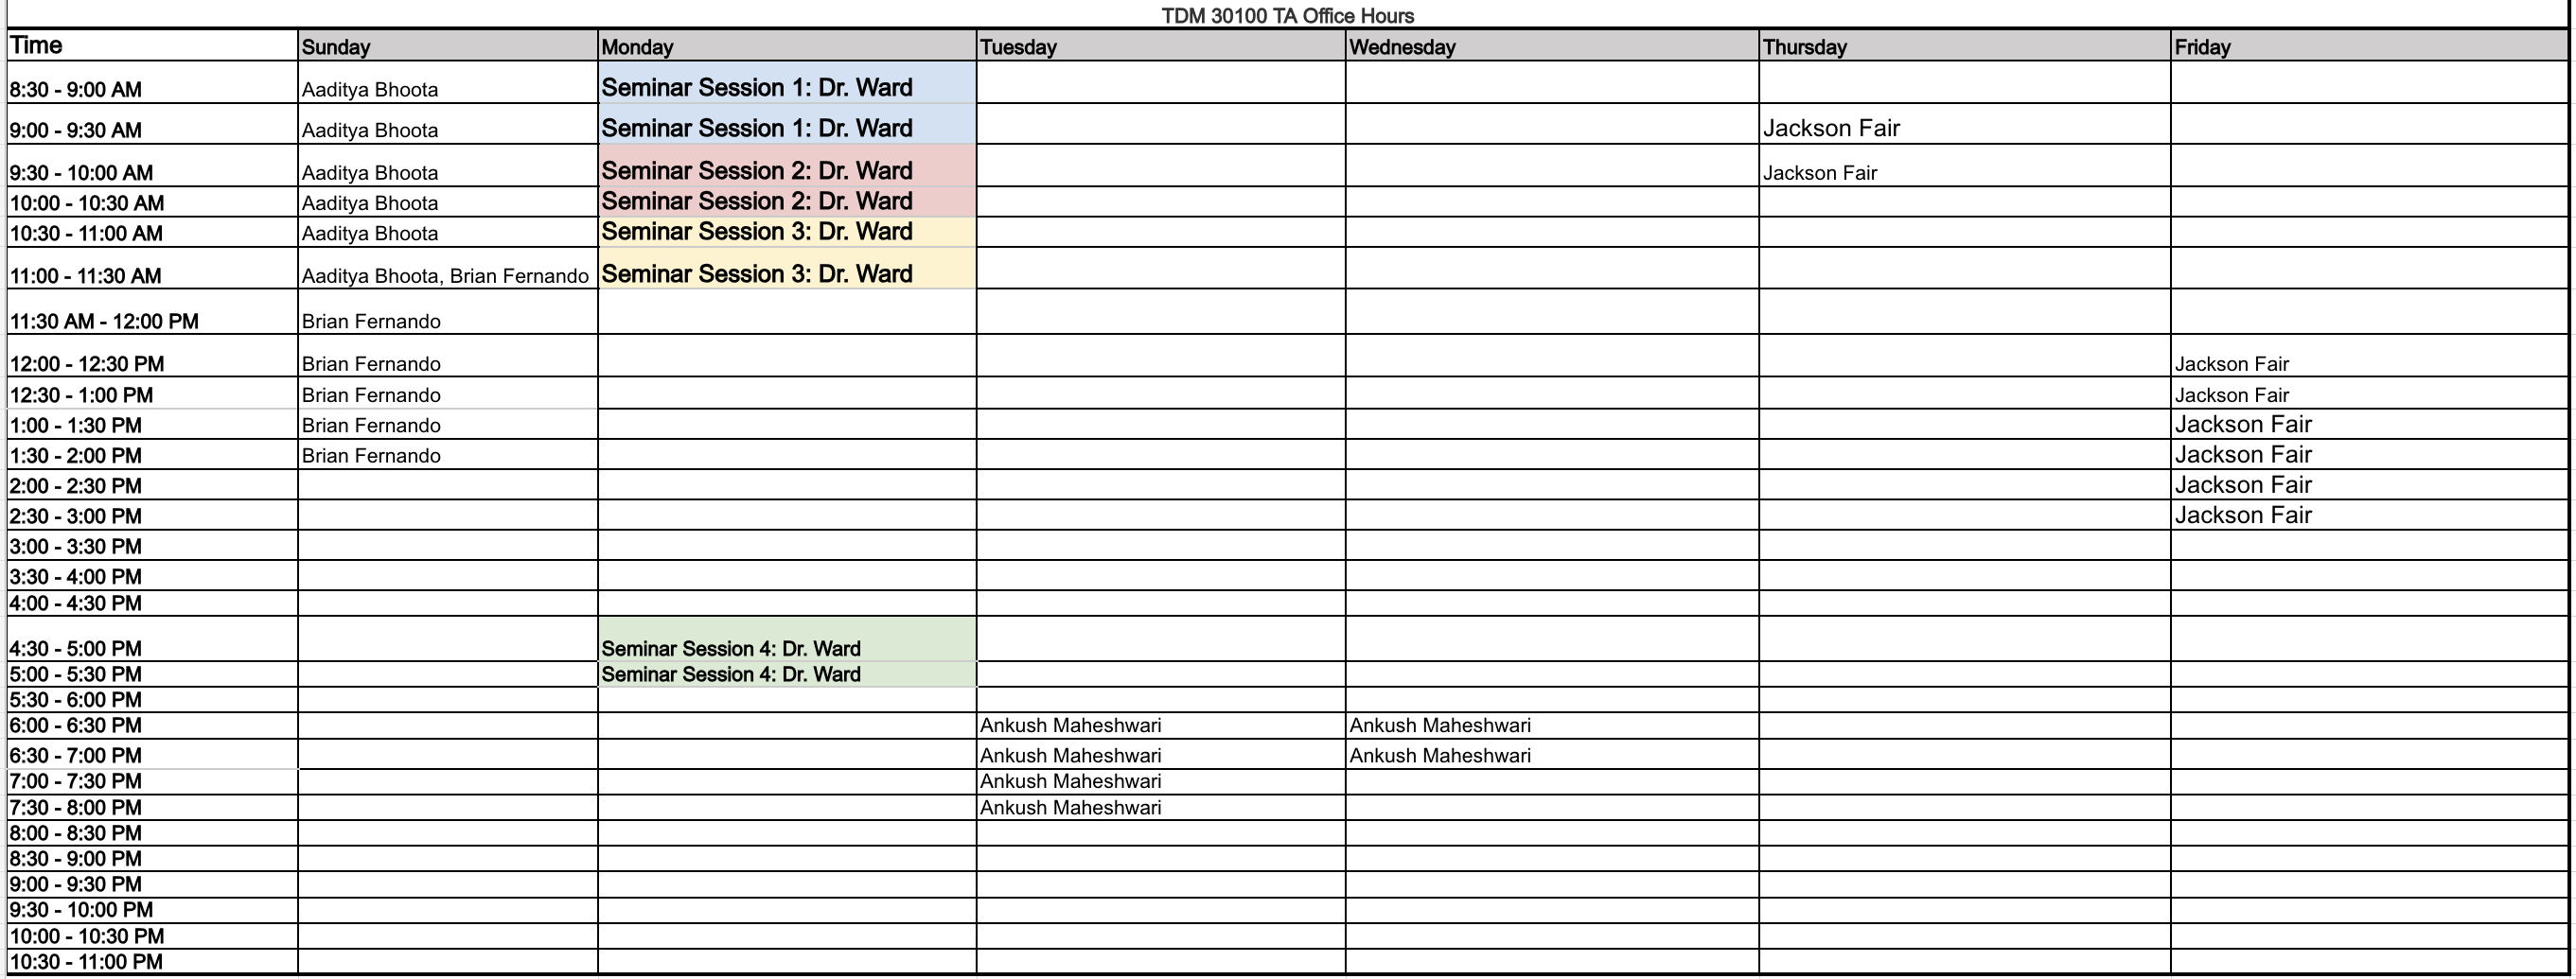 TDM 30100 TA Office Hours
Time Sunday Monday Tuesday Wednesday Thursday Friday
8:30 - 9:00 AM Aaditya Bhoota Seminar Session 1: Dr. Ward
9:00 - 9:30 AM Aaditya Bhoota Seminar Session 1: Dr. Ward Jackson Fair
9:30 - 10:00 AM Aaditya Bhoota Seminar Session 2: Dr. Ward Jackson Fair
10:00 - 10:30 AM Aaditya Bhoota Seminar Session 2: Dr. Ward
10:30 - 11:00 AM Aaditya Bhoota Seminar Session 3: Dr. Ward
11:00 - 11:30 AM Aaditya Bhoota, Brian Fernando Seminar Session 3: Dr. Ward
11:30 AM - 12:00 PM Brian Fernando
12:00 - 12:30 PM Brian Fernando Jackson Fair
12:30 - 1:00 PM Brian Fernando Jackson Fair
1:00 - 1:30 PM Brian Fernando Jackson Fair
1:30 - 2:00 PM Brian Fernando Jackson Fair
2:00 - 2:30 PM Jackson Fair
2:30 - 3:00 PM Jackson Fair
3:00 - 3:30 PM
3:30 - 4:00 PM
4:00 - 4:30 PM
4:30 - 5:00 PM Seminar Session 4: Dr. Ward
5:00 - 5:30 PM Seminar Session 4: Dr. Ward
5:30 - 6:00 PM
6:00 - 6:30 PM Ankush Maheshwari Ankush Maheshwari
6:30 - 7:00 PM Ankush Maheshwari Ankush Maheshwari
7:00 - 7:30 PM Ankush Maheshwari
7:30 - 8:00 PM Ankush Maheshwari
8:00 - 8:30 PM
8:30 - 9:00 PM
9:00 - 9:30 PM
9:30 - 10:00 PM
10:00 - 10:30 PM
10:30 - 11:00 PM